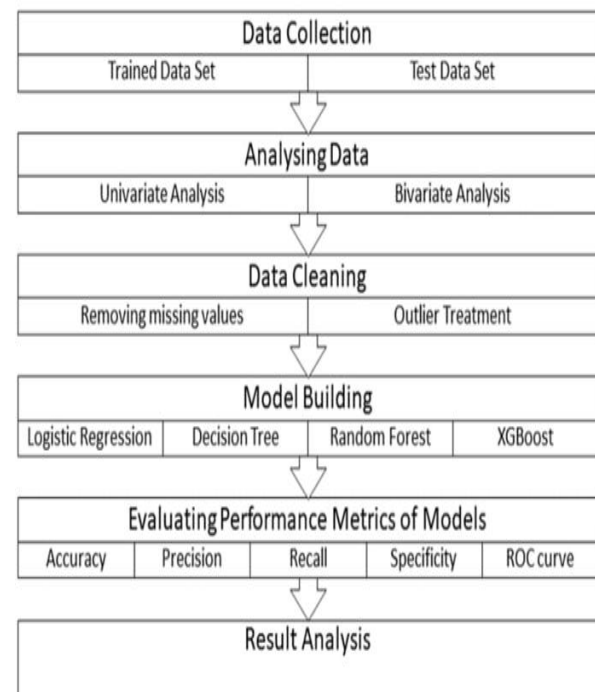 Data Collection
Trained Data Set Test Data Set
Analysing Data
Univariate Analysis Bivariate Analysis
Data Cleaning
Removing missing values Outlier Treatment
Model Building
Logistic Regression Decision Tree Random Forest XGBoost
Evaluating Performance Metrics of Models
Accuracy Precision Recall Specificity ROC curve
Result Analysis